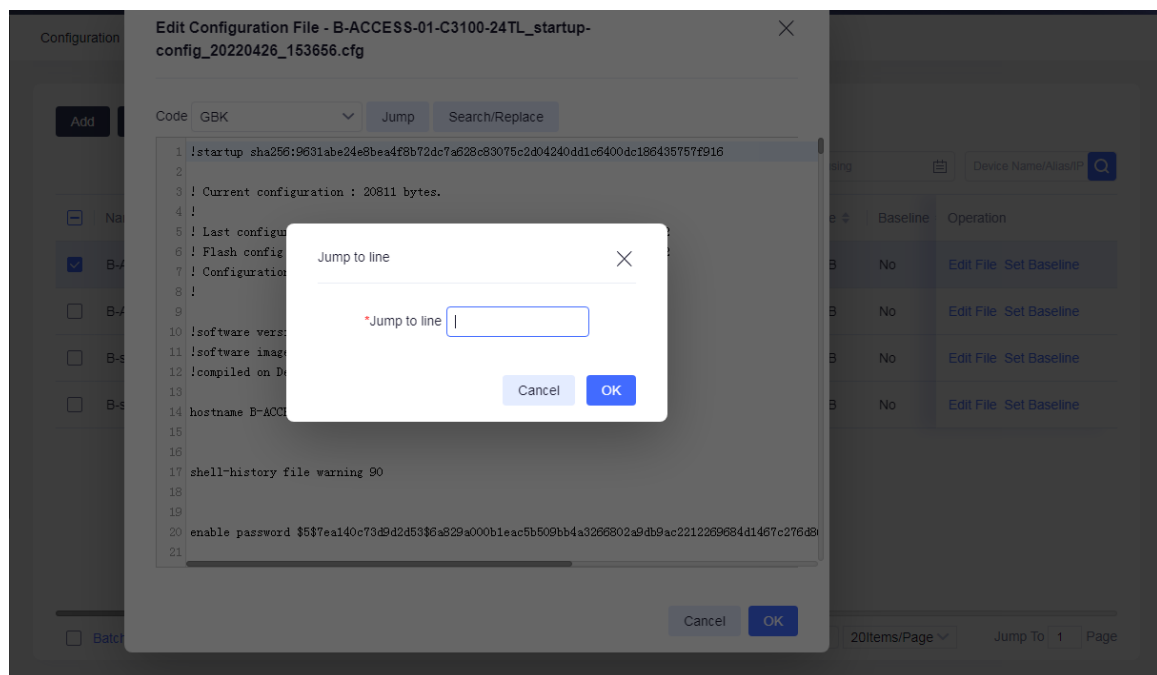 Configuration
Edit Configuration File - B-ACCESS-01-C3100-24TL_startup-
config_20220426_153656.cfg
Add
Code GBK Jump Search/Replace
1 !startup sha256:9631abe24e8bea4f8b72dc7a628c83075c2d04240dd1c6400dc186435757f916
2
3 ! Current configuration : 20811 bytes.
4 !
5 ! Last configu
6 ! Flash config
7 ! Configuration
8 !
9
10 !software vers
11 !software image
12 !compiled on De
13
14 hostname B-ACCE
15
16
17 shell-history file warning 90
18
19
20 enable password $5$7ea140c73d9d2d53$6a829a000b1eac5b509bb4a3266802a9db9ac2212269684d1467c276d8
21
Jump to line
*Jump to line
Cancel OK
Cancel OK
Device Name/Alias/IP
Baseline Operation
B No Edit File Set Baseline
B No Edit File Set Baseline
B No Edit File Set Baseline
B No Edit File Set Baseline
Batch
20Items/Page Jump To 1 Page